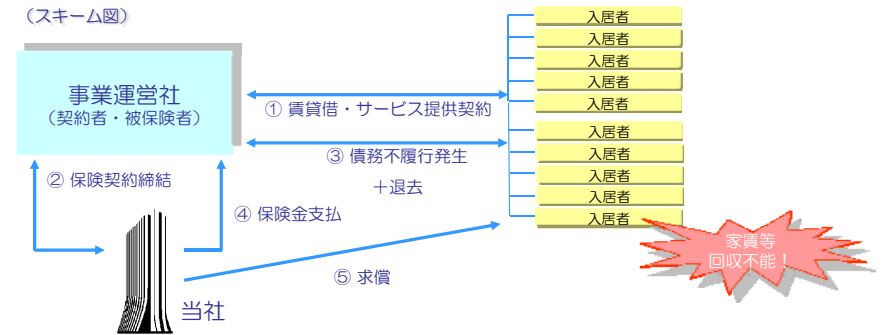 （スキーム図）
事業運営社
（契約者・被保険者）
① 賃貸借・サービス提供契約
③ 債務不履行発生
＋退去
② 保険契約締結
④ 保険金支払
⑤ 求償
当社
入居者
入居者
入居者
入居者
入居者
入居者
入居者
入居者
入居者
入居者
家賃等
回収不能！